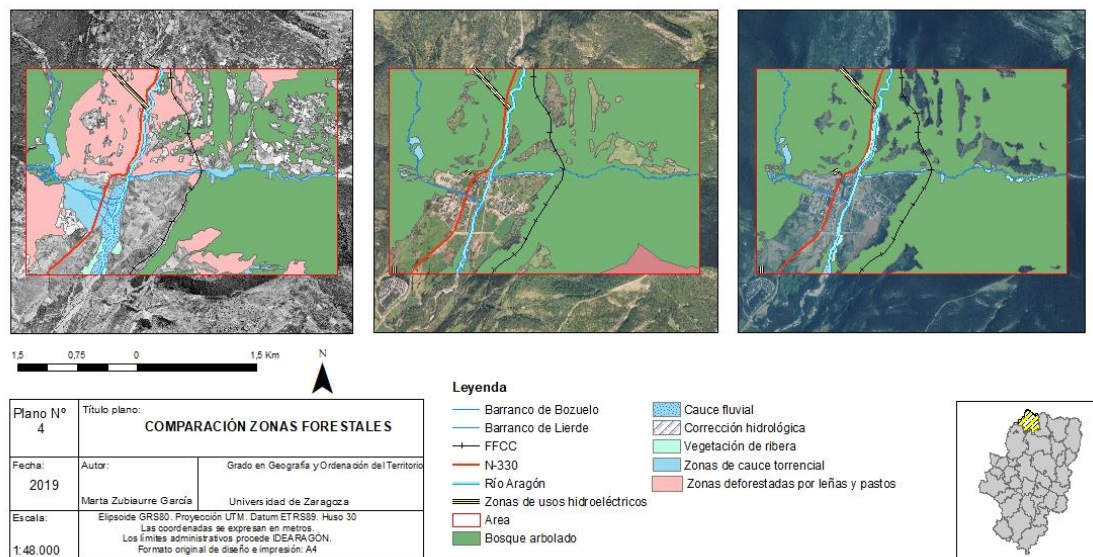 1,5 0,75 0 1,5 Km
N
Plano Nº
4
Título plano:
COMPARACIÓN ZONAS FORESTALES
Fecha:
2019
Autor:
Marta Zubiaurre García
Grado en Geografía y Ordenación del Territorio
Universidad de Zaragoza
Escala:
1:48.000
Elipsoide GRS80. Proyección UTM. Datum ETRS89. Huso 30
Las coordenadas se expresan en metros.
Los límites administrativos procede IDEARAGÓN.
Formato original de diseño e impresión: A4
Leyenda
Barranco de Bozuelo
Barranco de Lierde
FFCC
N-330
Río Aragón
Zonas de usos hidroeléctricos
Area
Bosque arbolado
Cauce fluvial
Corrección hidrológica
Vegetación de ribera
Zonas de cauce torrencial
Zonas deforestadas por leñas y pastos